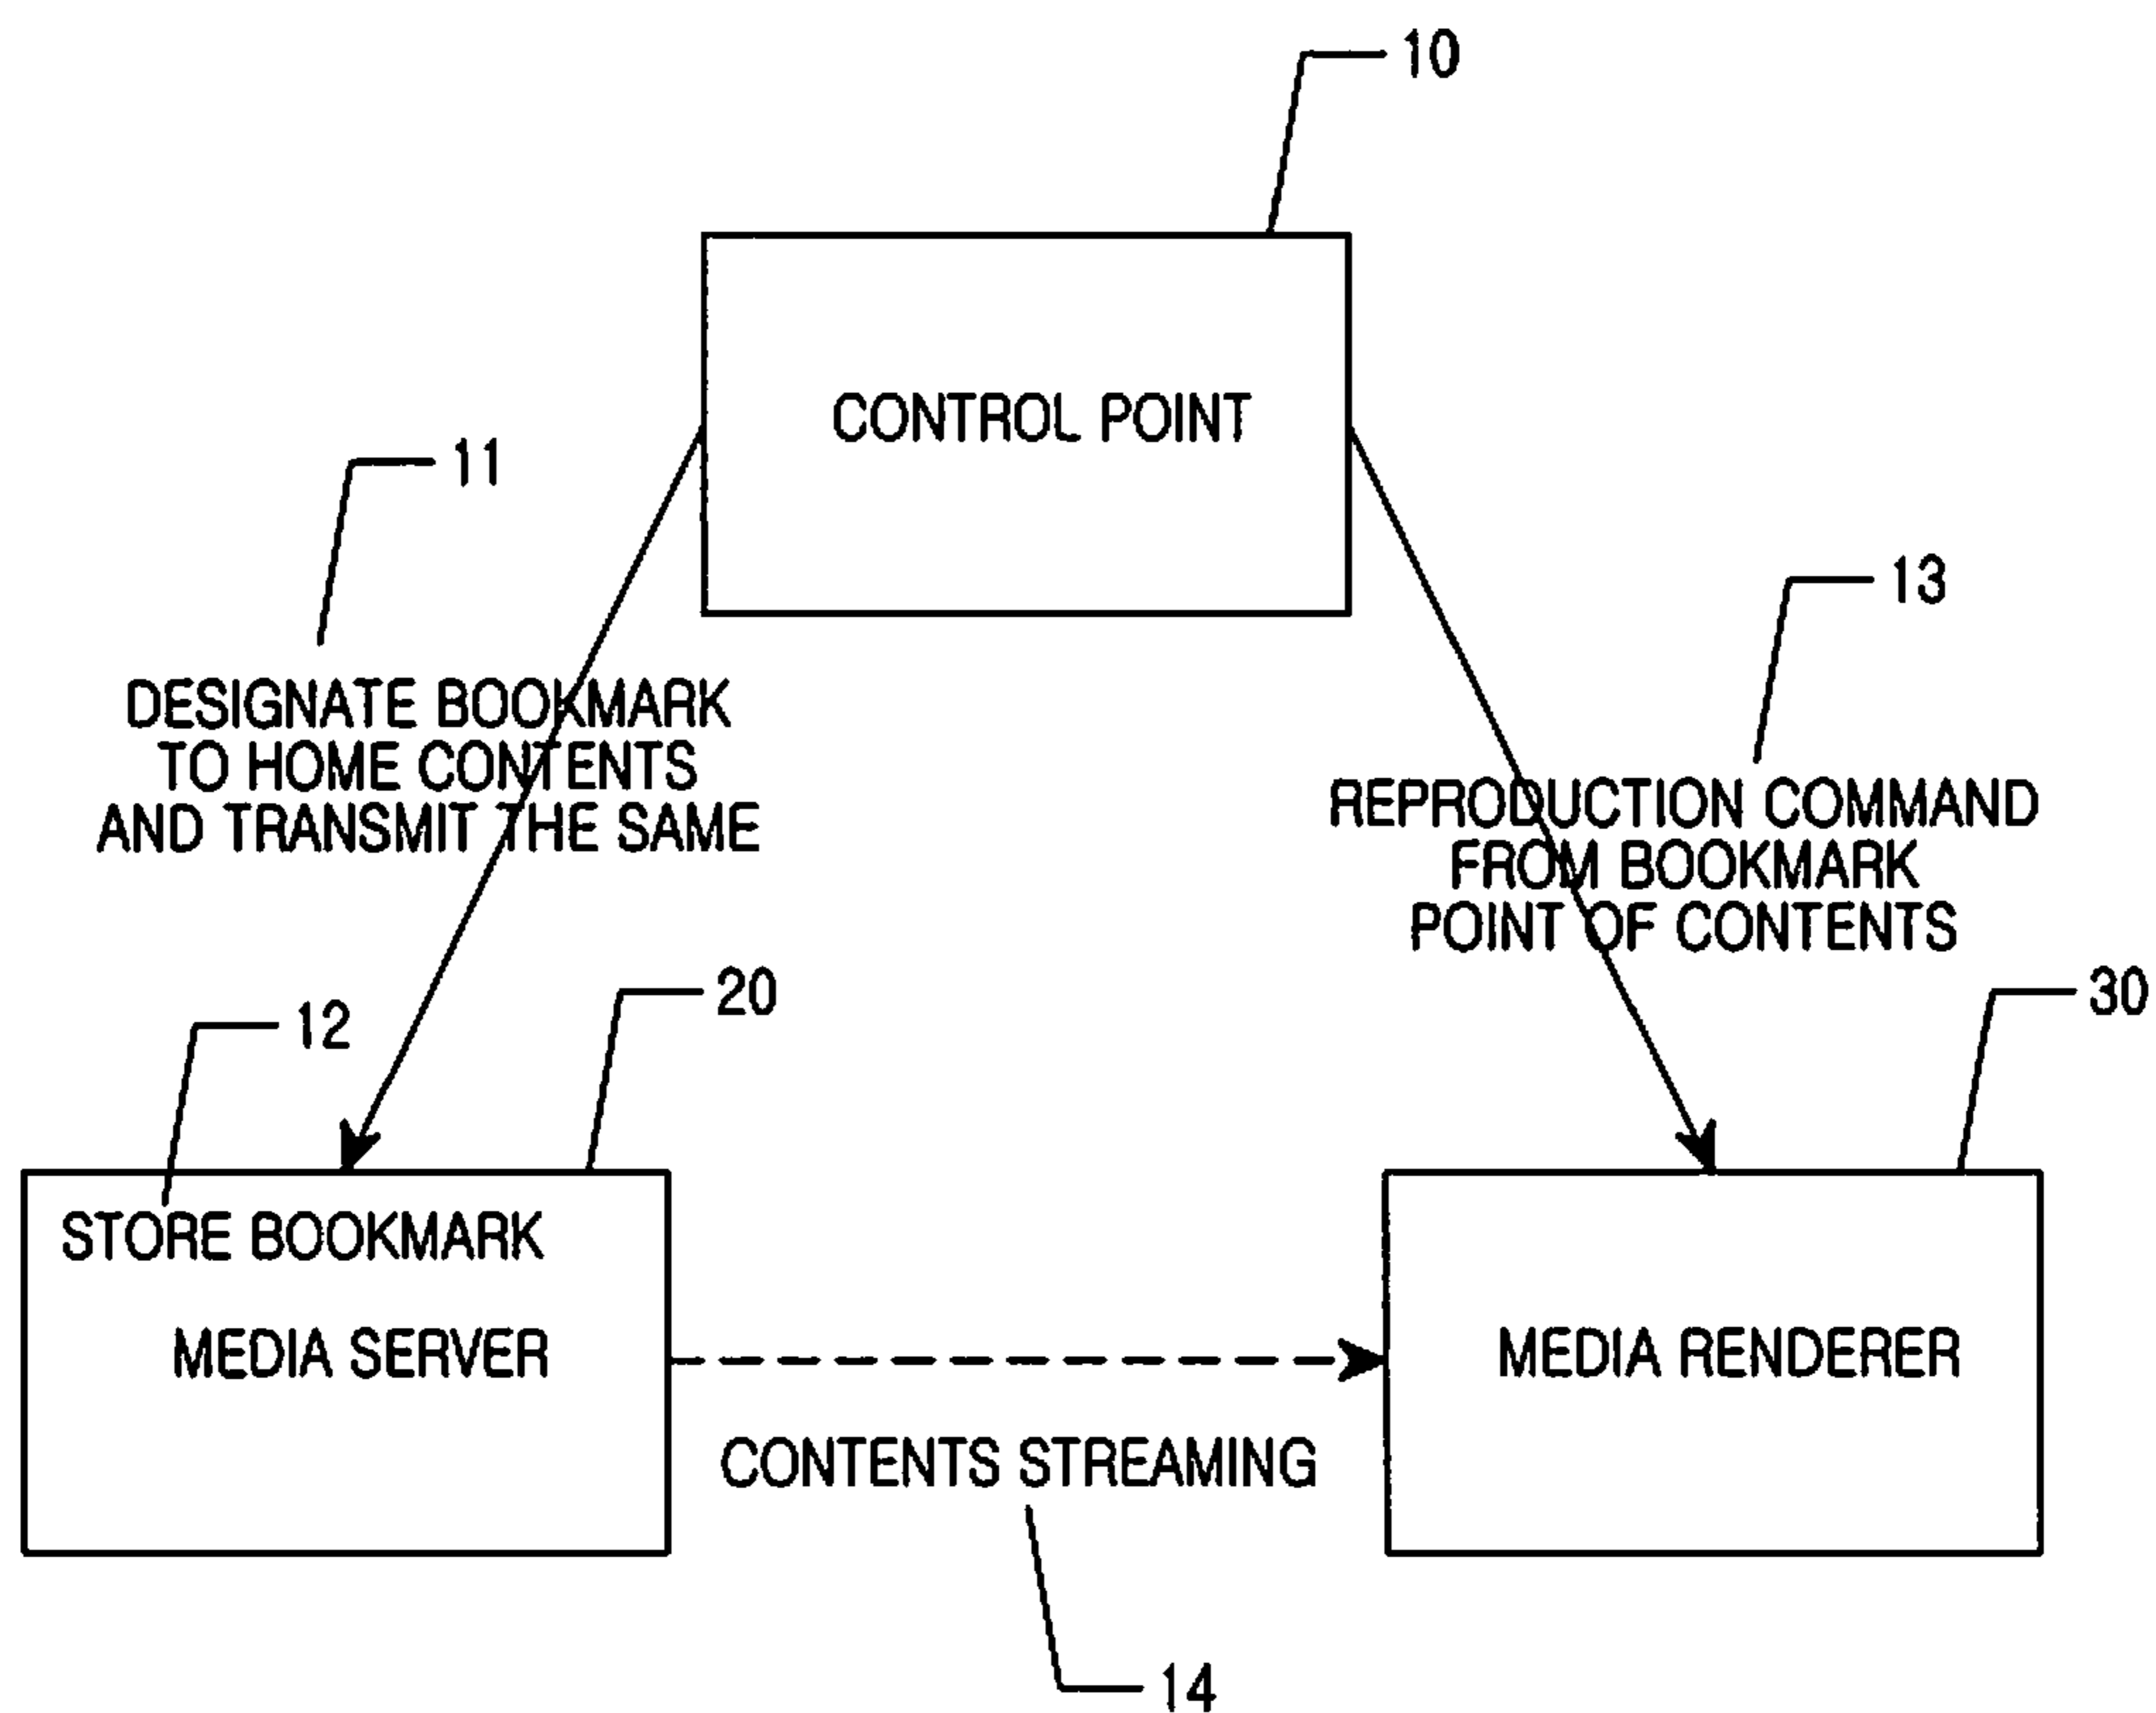 10
CONTROL POINT
11
DESIGNATE BOOKMARK
TO HOME CONTENTS
AND TRANSMIT THE SAME
13
REPRODUCTION COMMAND
FROM BOOKMARK
POINT OF CONTENTS
12
20
30
STORE BOOKMARK
MEDIA SERVER
MEDIA RENDERER
CONTENTS STREAMING
14